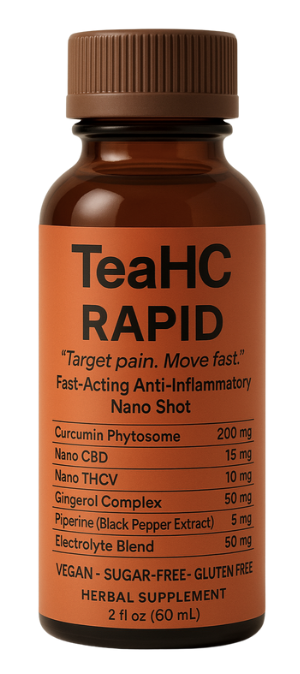 TeaHC
RAPID
“Target pain. Move fast.”
Fast-Acting Anti-Inflammatory
Nano Shot
Curcumin Phytosome 200 mg
Nano CBD 15 mg
Nano THCV 10 mg
Gingerol Complex 50 mg
Piperine (Black Pepper Extract) 5 mg
Electrolyte Blend 50 mg
VEGAN - SUGAR-FREE- GLUTEN FREE
HERBAL SUPPLEMENT
2 fl oz (60 mL)